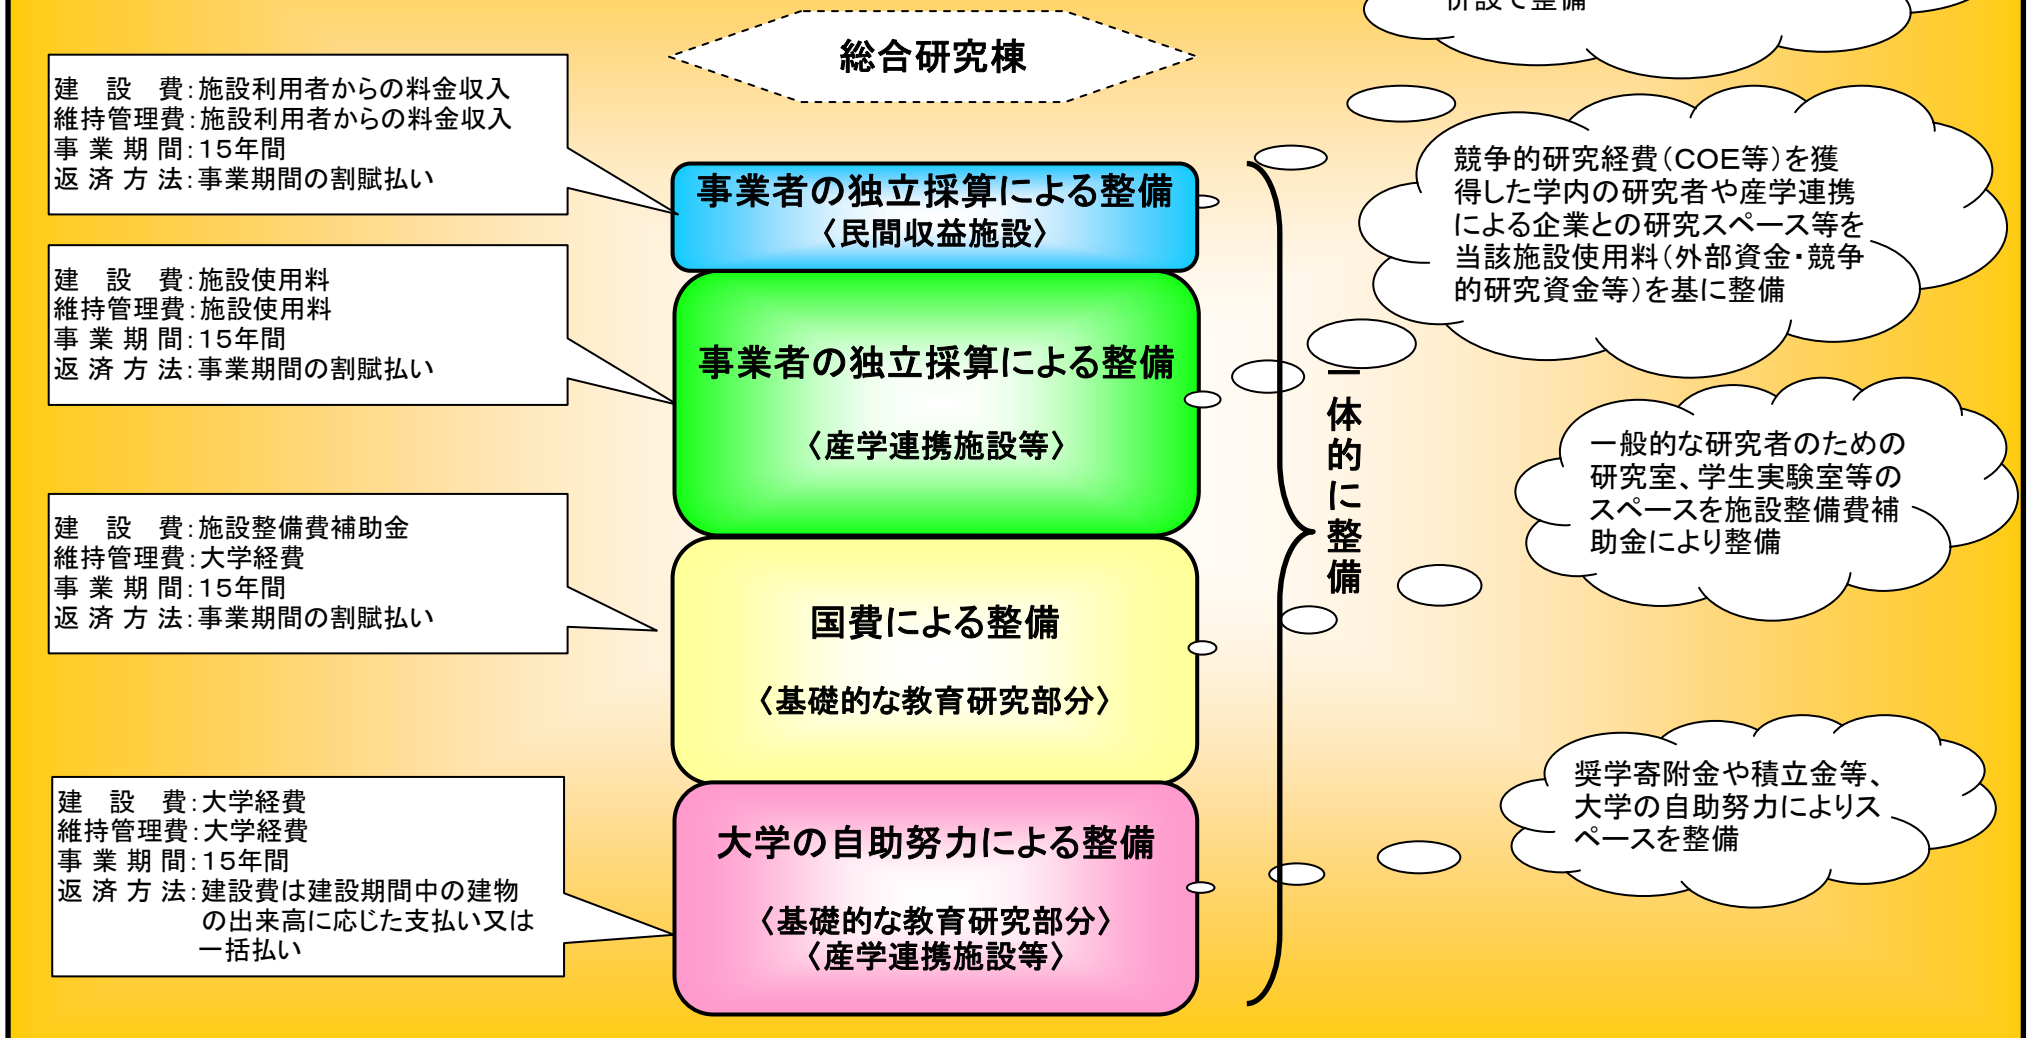 併設で整備
総合研究棟
建　設　費：施設利用者からの料金収入
維持管理費：施設利用者からの料金収入
事 業 期 間：１５年間
返 済 方 法：事業期間の割賦払い
事業者の独立採算による整備
〈民間収益施設〉
競争的研究経費（ＣＯＥ等）を獲
得した学内の研究者や産学連携
による企業との研究スペース等を
当該施設使用料（外部資金・競争
的研究資金等）を基に整備
建　設　費：施設使用料
維持管理費：施設使用料
事 業 期 間：１５年間
返 済 方 法：事業期間の割賦払い
事業者の独立採算による整備
〈産学連携施設等〉
一体的に整備
一般的な研究者のための
研究室、学生実験室等の
スペースを施設整備費補
助金により整備
建　設　費：施設整備費補助金
維持管理費：大学経費
事 業 期 間：１５年間
返 済 方 法：事業期間の割賦払い
国費による整備
〈基礎的な教育研究部分〉
建　設　費：大学経費
維持管理費：大学経費
事 業 期 間：１５年間
返 済 方 法：建設費は建設期間中の建物
の出来高に応じた支払い又は
一括払い
大学の自助努力による整備
〈基礎的な教育研究部分〉
〈産学連携施設等〉
奨学寄附金や積立金等、
大学の自助努力によりス
ペースを整備